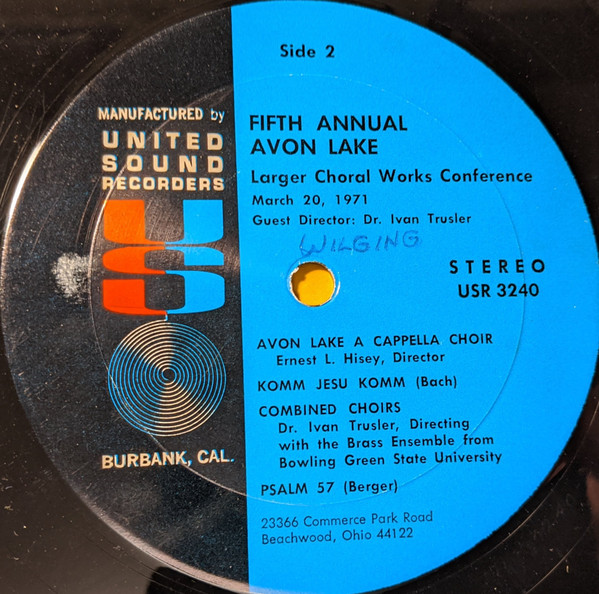 Side 2
MANUFACTURED by
UNITED
SOUND
RECORDERS
USR
BURBANK, CAL.
FIFTH ANNUAL
AVON LAKE
Larger Choral Works Conference
March 20, 1971
Guest Director: Dr. Ivan Trusler
WILGING
STEREO
USR 3240
AVON LAKE A CAPPELLA CHOIR
Ernest L. Hisey, Director
KOMM JESU KOMM (Bach)
COMBINED CHOIRS
Dr. Ivan Trusler, Directing
with the Brass Ensemble from
Bowling Green State University
PSALM 57 (Berger)
23366 Commerce Park Road
Beachwood, Ohio 44122